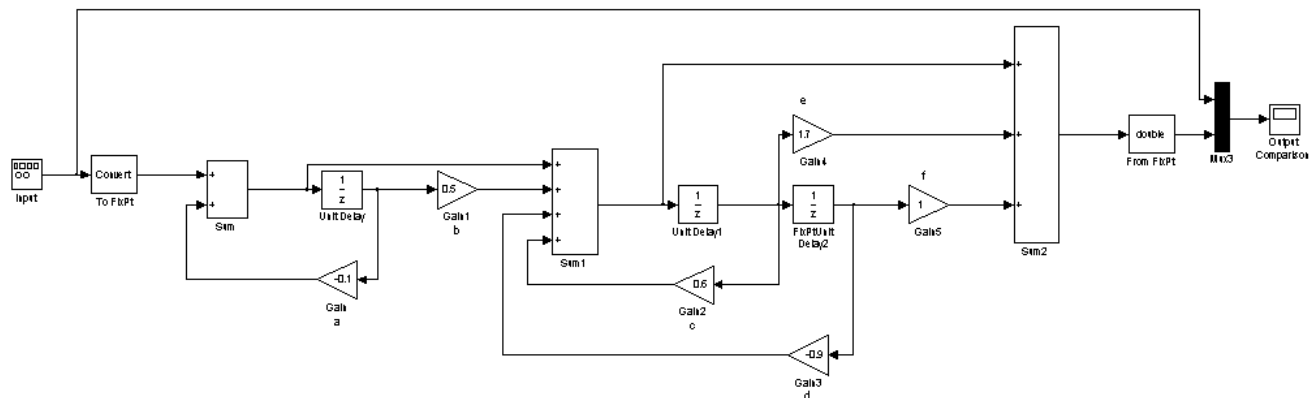 Input
Convert
To FixPt
+
+
Sum
1
z
Unit Delay
0.5
Gain1
b
-0.1
Gain
a
+
+
+
+
Sum1
1
z
Unit Delay1
0.6
Gain2
c
-0.9
Gain3
d
e
1.7
Gain4
1
z
FixPt Unit
Delay2
f
1
Gain5
+
+
+
Sum2
double
From FixPt
Mux3
Output
Comparison